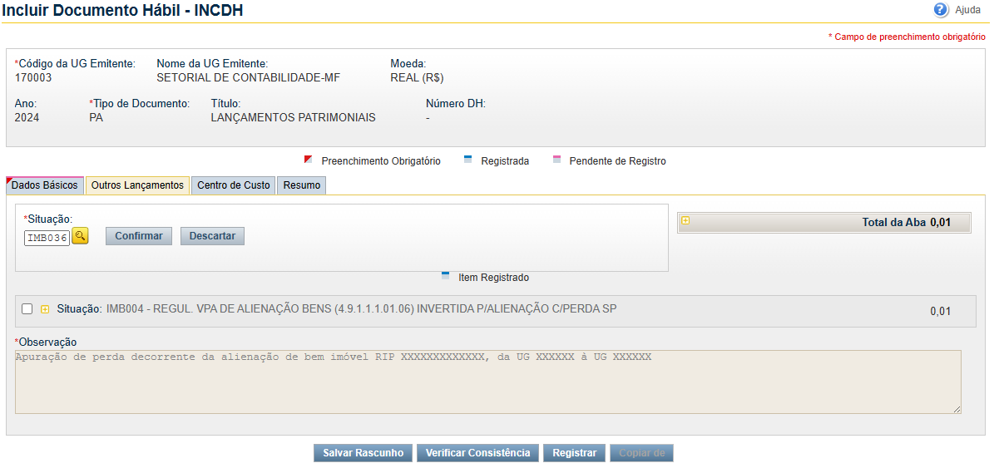 Incluir Documento Hábil - INCDH
? Ajuda
* Campo de preenchimento obrigatório
*Código da UG Emitente: Nome da UG Emitente: Moeda:
170003 SETORIAL DE CONTABILIDADE-MF REAL (R$)
Ano: *Tipo de Documento: Título: Número DH:
2024 PA LANÇAMENTOS PATRIMONIAIS -
Preenchimento Obrigatório Registrada Pendente de Registro
Dados Básicos Outros Lançamentos Centro de Custo Resumo
*Situação:
IMB036 Confirmar Descartar
Total da Aba 0,01
Item Registrado
Situação: IMB004 - REGUL. VPA DE ALIENAÇÃO BENS (4.9.1.1.1.01.06) INVERTIDA P/ALIENAÇÃO C/PERDA SP 0,01
*Observação
Apuração de perda decorrente da alienação de bem imóvel RIP XXXXXXXXXXXXX, da UG XXXXXX à UG XXXXXX
Salvar Rascunho Verificar Consistência Registrar Copiar de